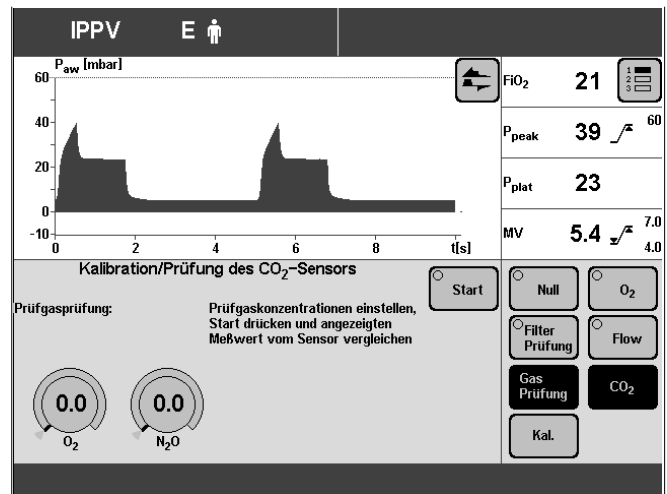 IPPV E
Paw [mbar]
60
40
20
0
-10
0 2 4 6 8 t[s]
FiO2 21
1
2
3
Ppeak 39 60
Pplat 23
MV 5.4 7.0
4.0
Kalibration/Prüfung des CO2-Sensors
Start
Prüfgasprüfung:
Prüfgaskonzentrationen einstellen,
Start drücken und angezeigten
Meßwert vom Sensor vergleichen
0.0 0.0
O2 N2O
Null O2
Filter
Prüfung
Flow
Gas
Prüfung
CO2
Kal.